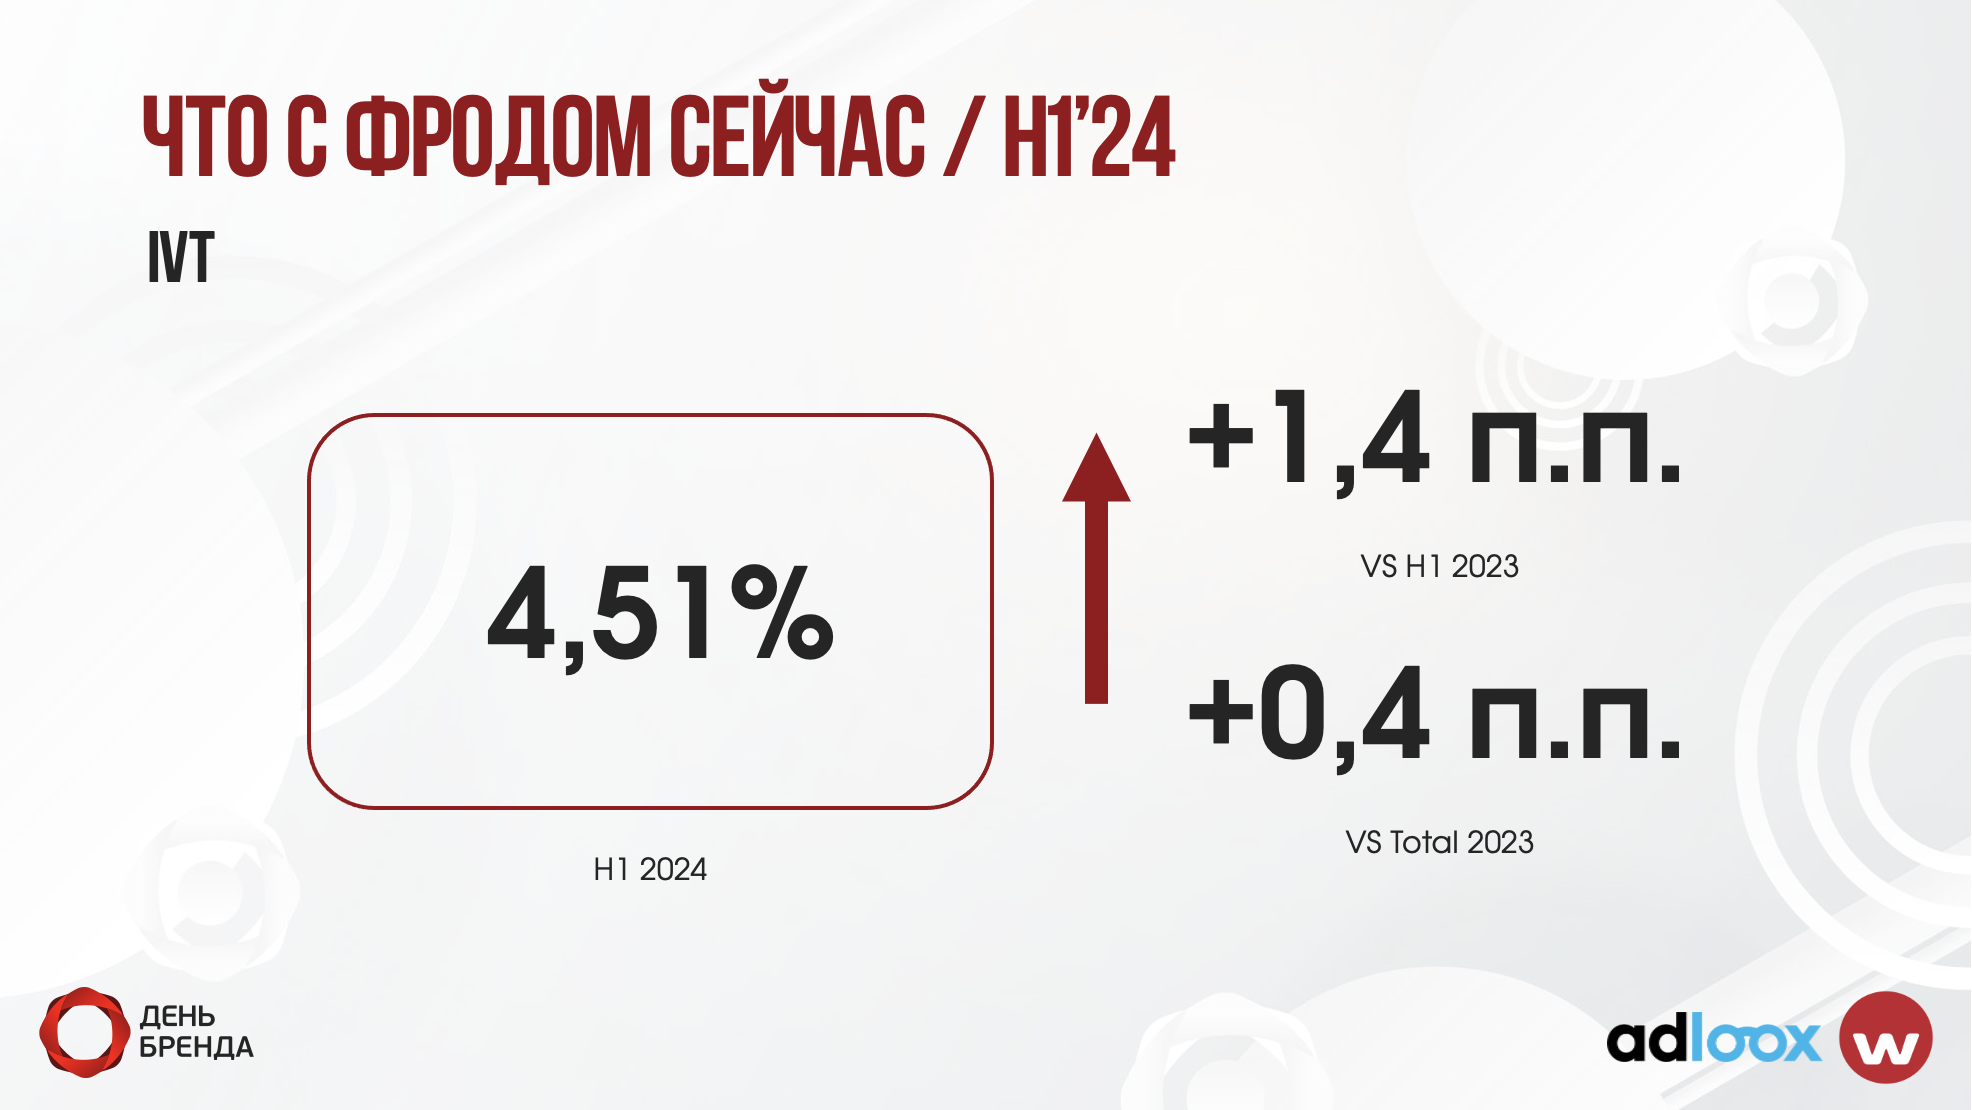 ЧТО С ФРОДОМ СЕЙЧАС / H1’24
IVT
4,51%
H1 2024
+1,4 п.п.
VS H1 2023
+0,4 п.п.
VS Total 2023
ДЕНЬ
БРЕНДА
adloox
w